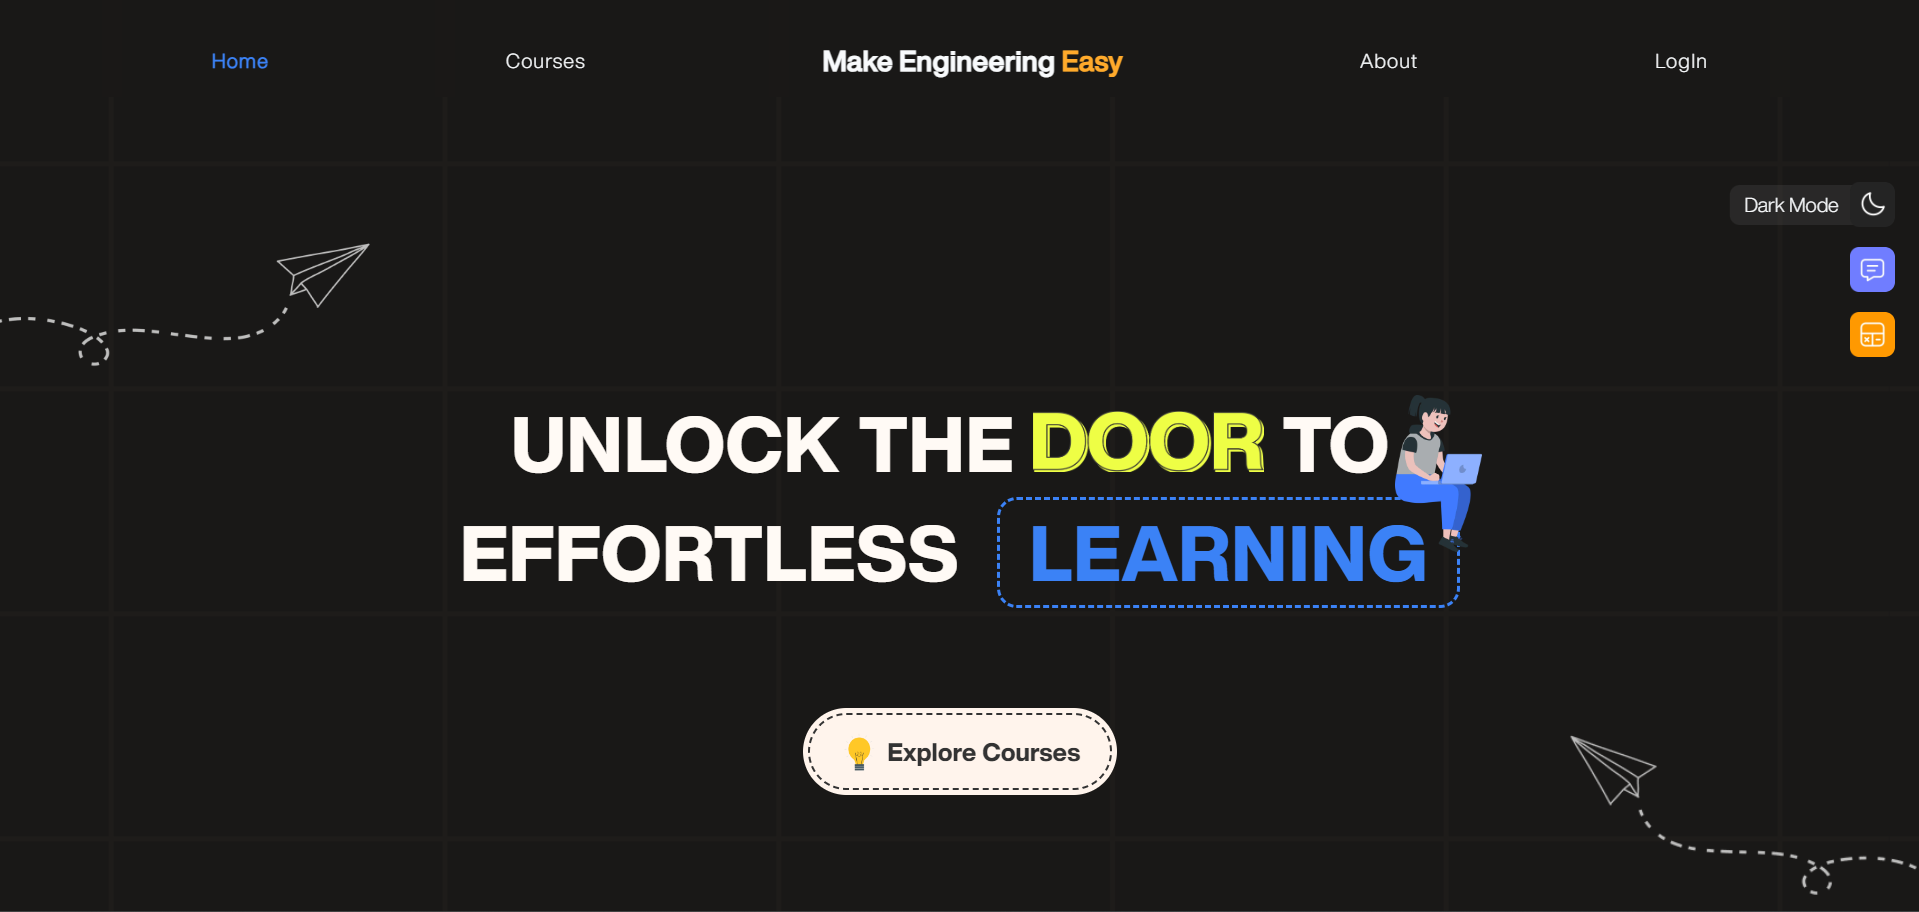 Home
Courses
Make Engineering Easy
About
LogIn
Dark Mode
UNLOCK THE DOOR TO
EFFORTLESS LEARNING
Explore Courses